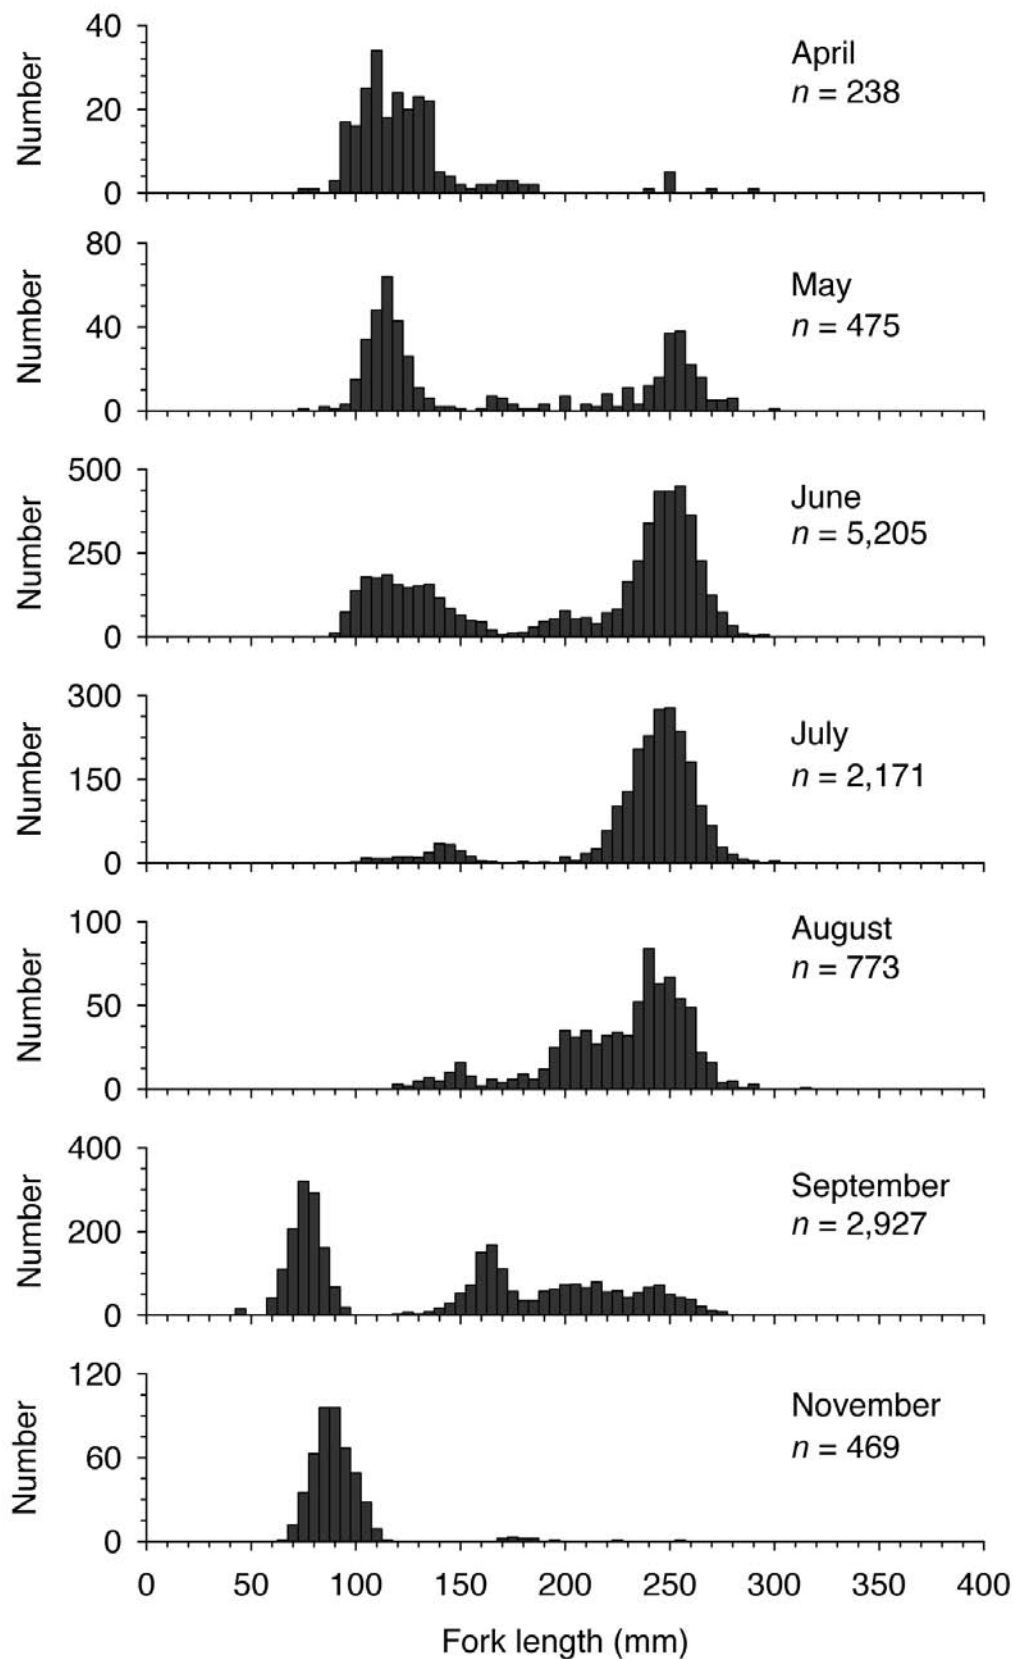 40
20
0
Number
April
n = 238
80
40
0
Number
May
n = 475
500
250
0
Number
June
n = 5,205
300
150
0
Number
July
n = 2,171
100
50
0
Number
August
n = 773
400
200
0
Number
September
n = 2,927
120
60
0
Number
November
n = 469
0 50 100 150 200 250 300 350 400
Fork length (mm)